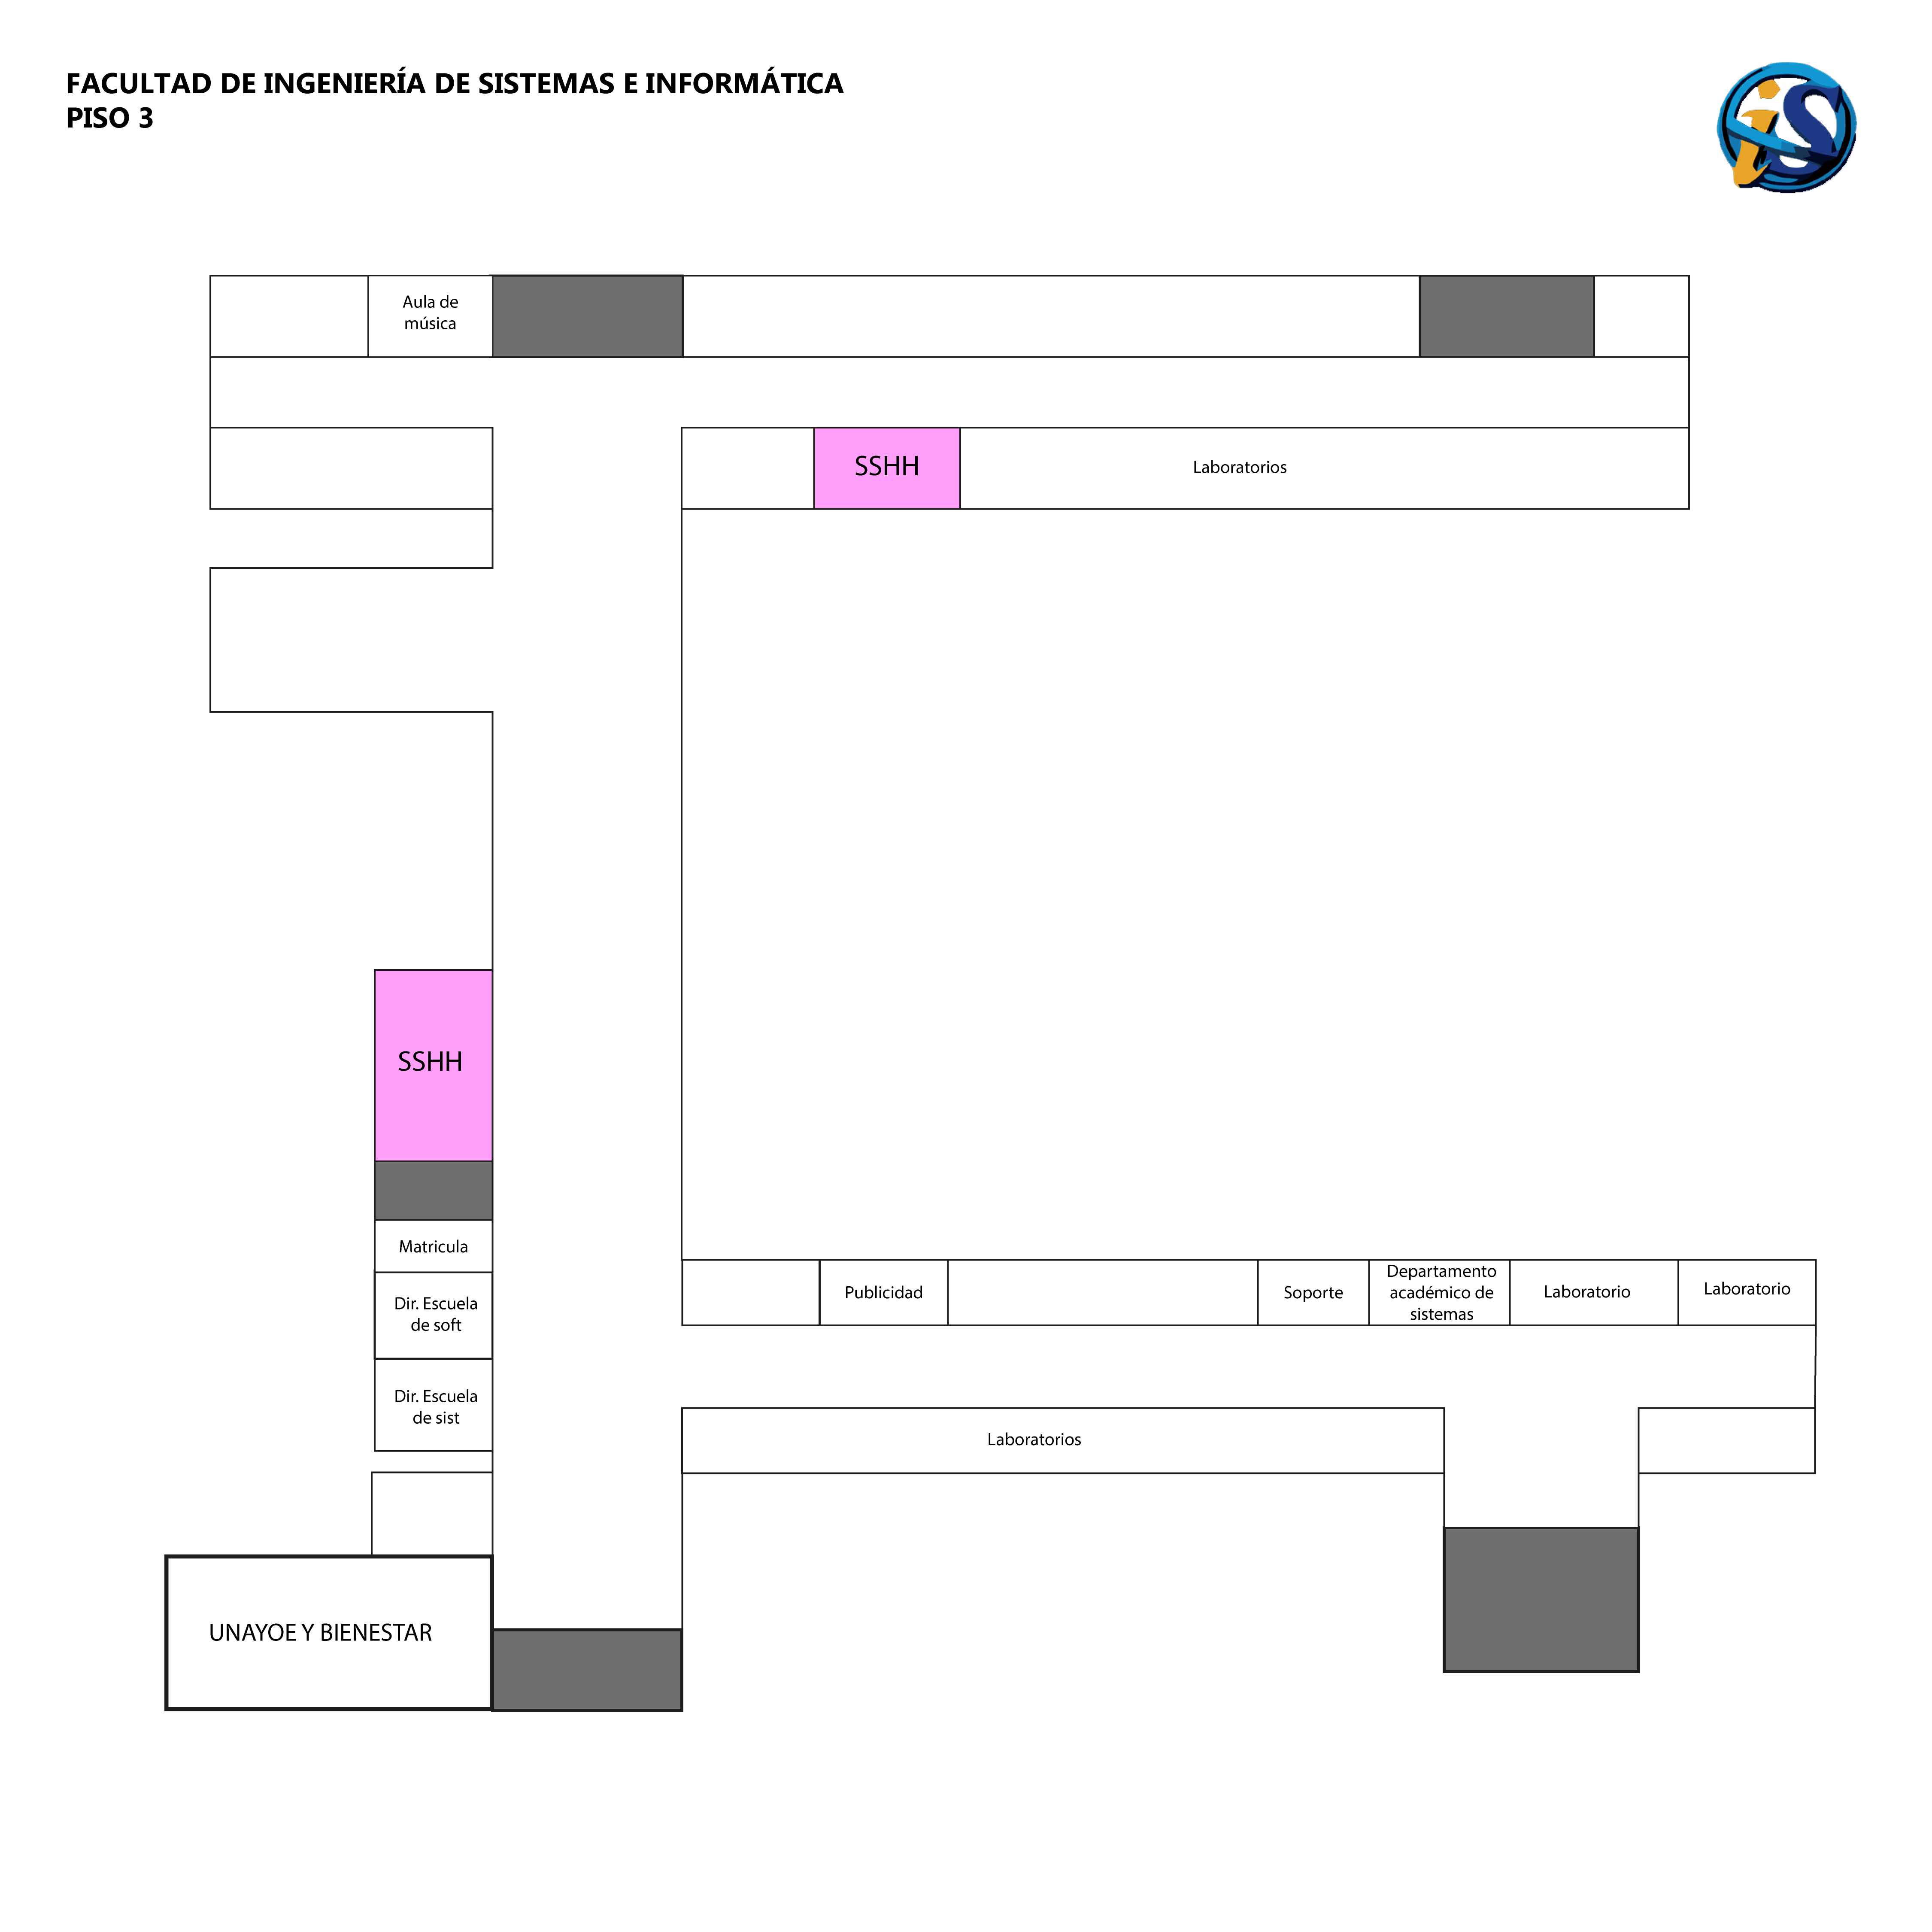 FACULTAD DE INGENIERÍA DE SISTEMAS E INFORMÁTICA
PISO 3
iS
Aula de
música
SSHH
Laboratorios
SSHH
Matricula
Dir. Escuela
de soft
Dir. Escuela
de sist
Publicidad
Soporte
Departamento
académico de
sistemas
Laboratorio
Laboratorio
Laboratorios
UNAYOE Y BIENESTAR